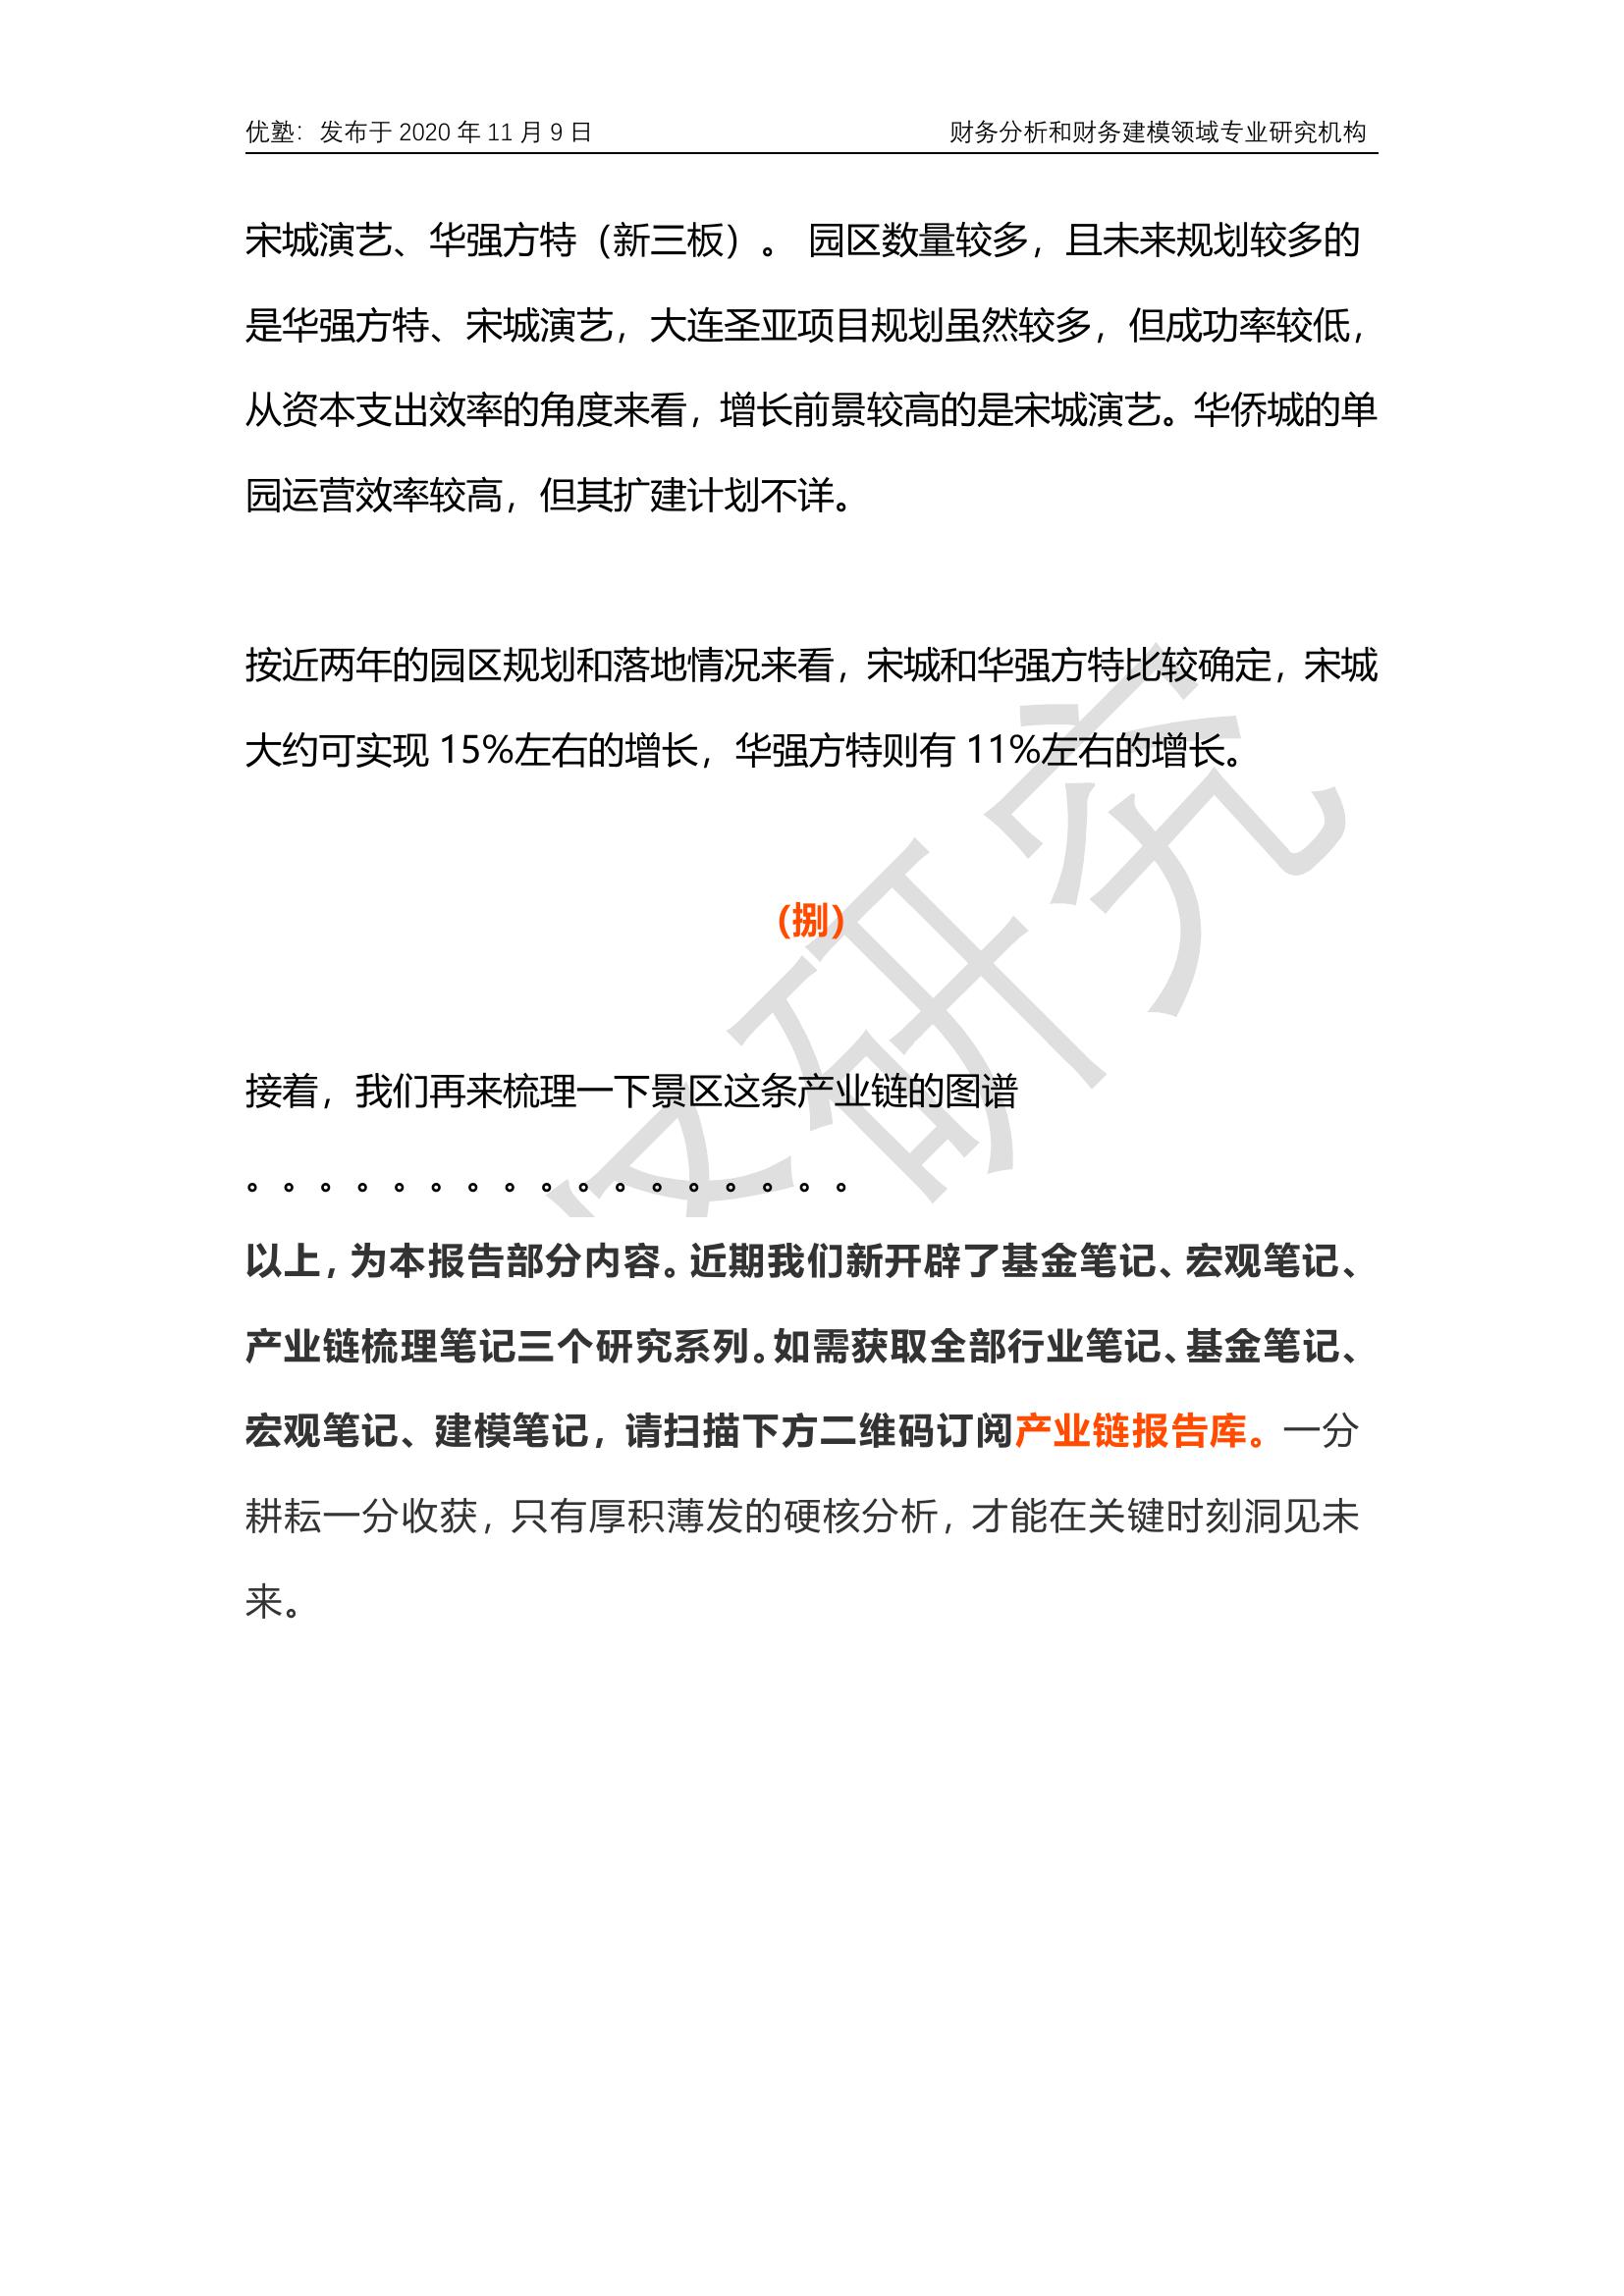 优塾：发布于 2020 年 11 月 9 日 财务分析和财务建模领域专业研究机构
宋城演艺、华强方特（新三板）。 园区数量较多，且未来规划较多的
是华强方特、宋城演艺，大连圣亚项目规划虽然较多，但成功率较低，
从资本支出效率的角度来看，增长前景较高的是宋城演艺。华侨城的单
园运营效率较高，但其扩建计划不详。
按近两年的园区规划和落地情况来看，宋城和华强方特比较确定，宋城
大约可实现 15%左右的增长，华强方特则有 11%左右的增长。
（捌）
接着，我们再来梳理一下景区这条产业链的图谱
。。。。。。。。。。。。。。。。。
以上，为本报告部分内容。近期我们新开辟了基金笔记、宏观笔记、
产业链梳理笔记三个研究系列。如需获取全部行业笔记、基金笔记、
宏观笔记、建模笔记，请扫描下方二维码订阅产业链报告库。一分
耕耘一分收获，只有厚积薄发的硬核分析，才能在关键时刻洞见未
来。
研究